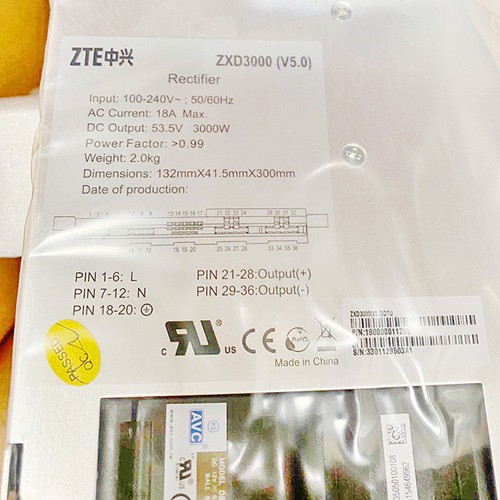 ZTE中兴
ZXD3000 (V5.0)
Rectifier
Input: 100-240V~ ; 50/60Hz
AC Current: 18A Max.
DC Output: 53.5V 3000W
Power Factor: >0.99
Weight: 2.0kg
Dimensions: 132mmX41.5mmX300mm
Date of production:
PIN 1-6: L
PIN 21-28:Output(+)
PIN 7-12: N
PIN 29-36:Output(-)
PIN 18-20:
C US
CE
Made in China
PASSED
QC
AVC